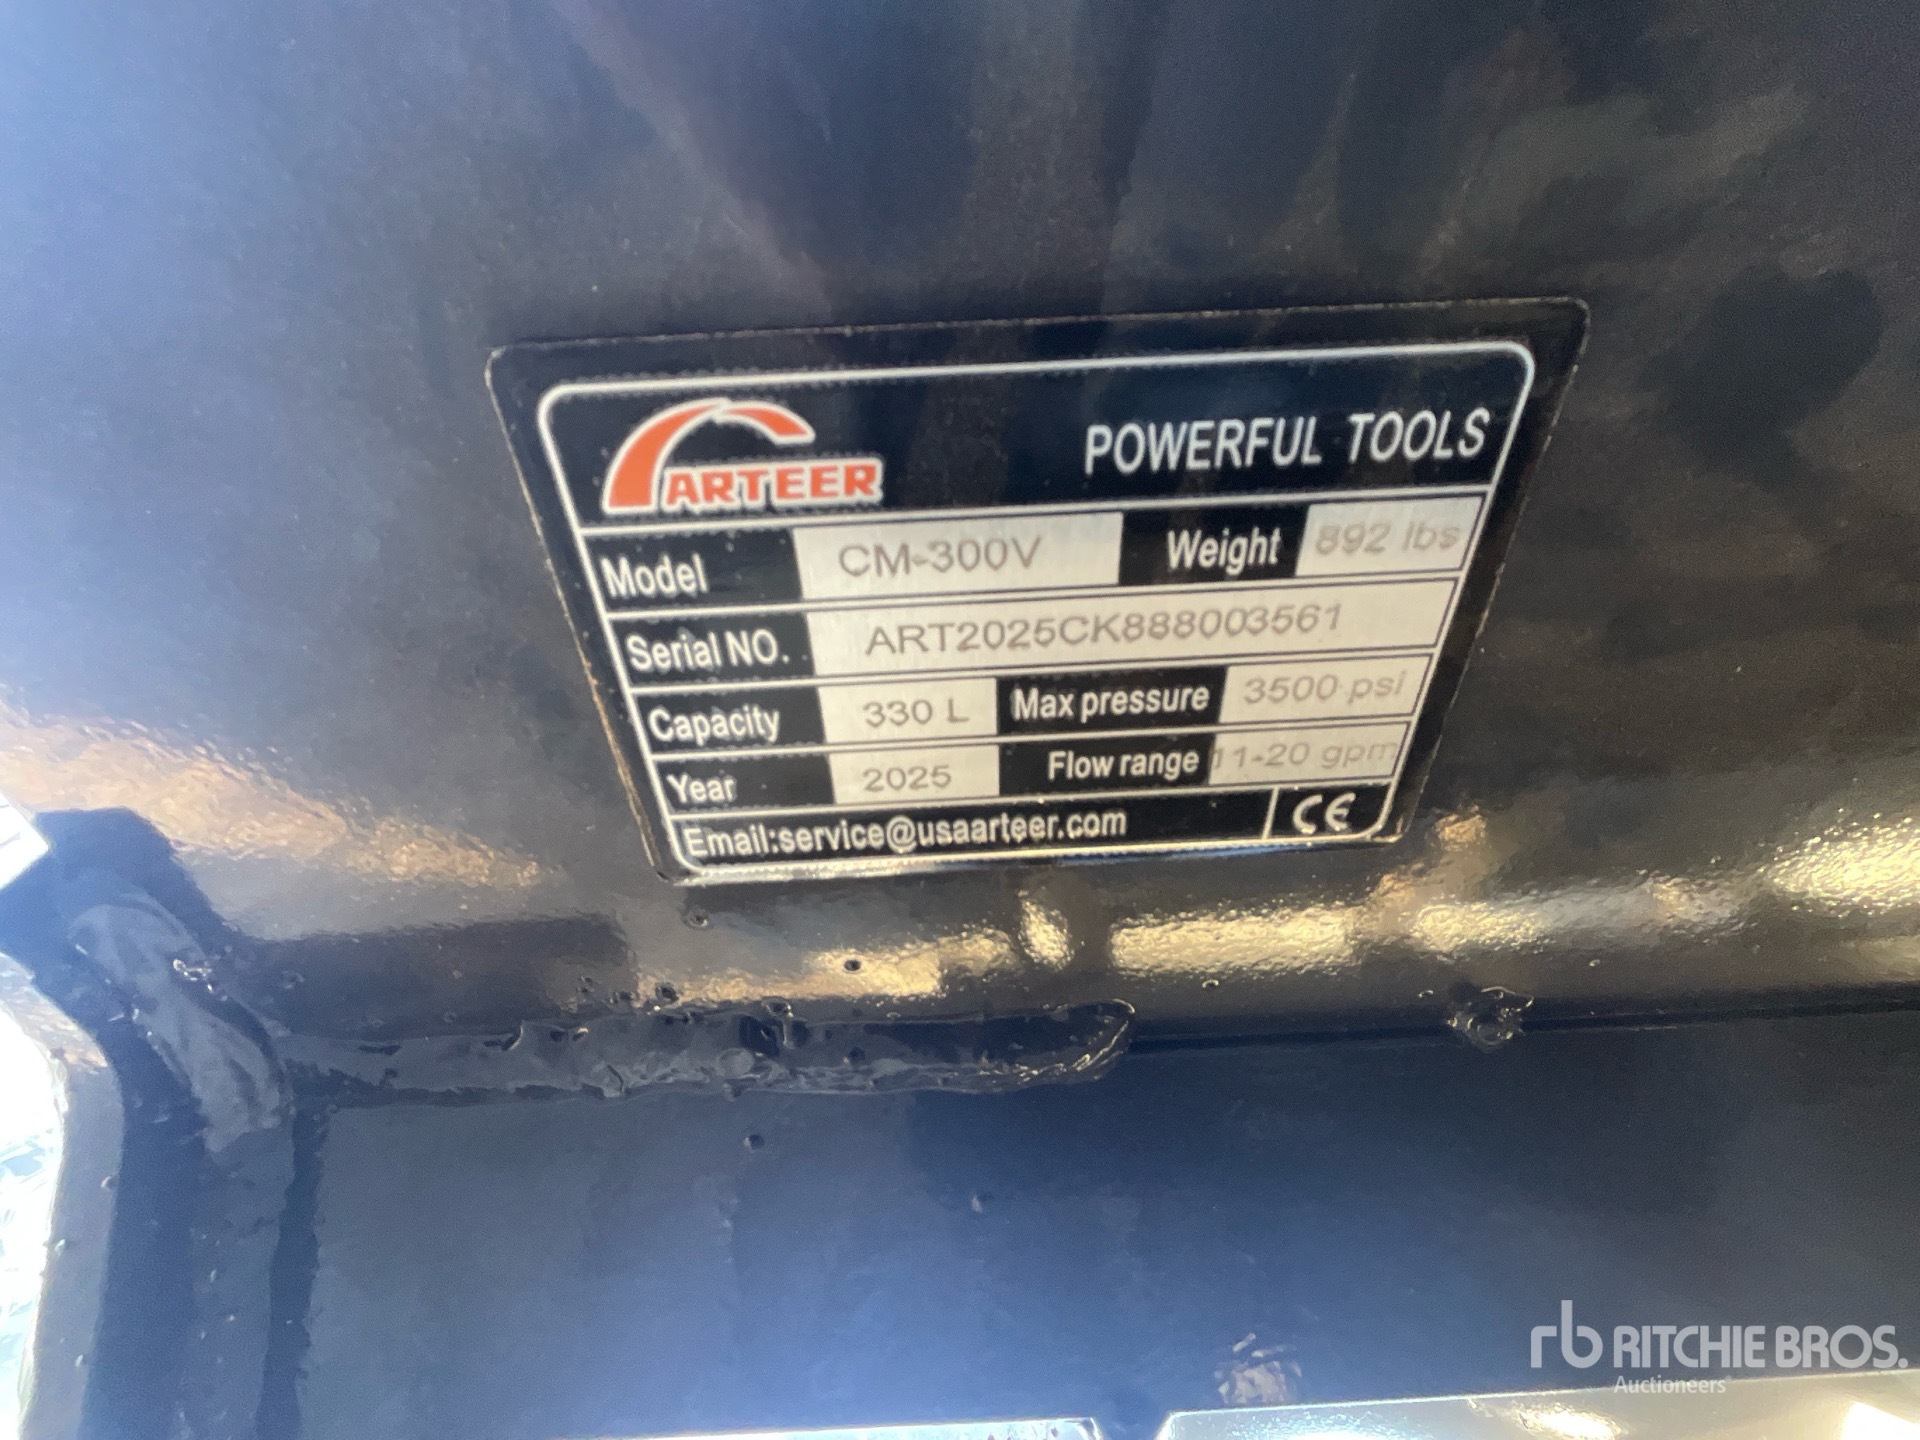 ARTEER POWERFUL TOOLS
Model CM-300V Weight 892 lbs
Serial NO. ART2025CK888003561
Capacity 330 L Max pressure 3500 psi
Year 2025 Flow range 11-20 gpm
Email:service@usaarteer.com CE
rb RITCHIE BROS.
Auctioneers